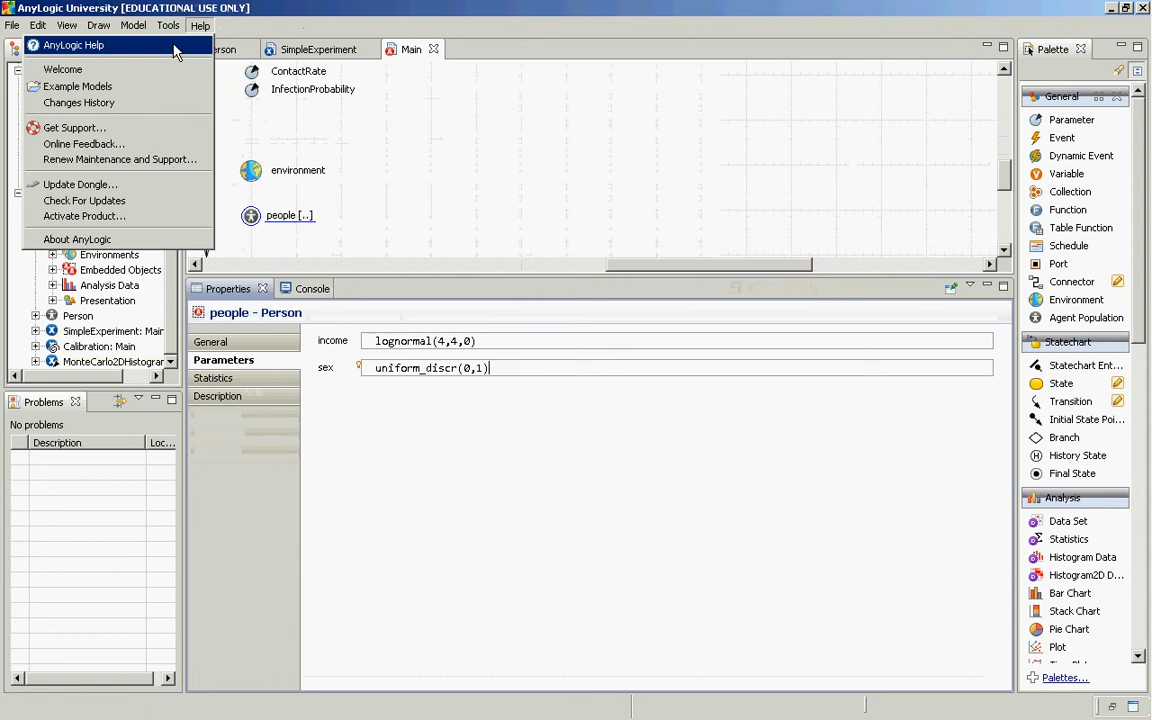 AnyLogic University [EDUCATIONAL USE ONLY]
File Edit View Draw Model Tools Help
AnyLogic Help
Welcome
Example Models
Changes History
Get Support...
Online Feedback...
Renew Maintenance and Support...
Update Dongle...
Check For Updates
Activate Product...
About AnyLogic
Environments
Embedded Objects
Analysis Data
Presentation
Person
SimpleExperiment: Main
Calibration: Main
MonteCarlo2DHistogram
Problems
No problems
Description Loc...
SimpleExperiment Main
ContactRate
InfectionProbability
environment
people [..]
Properties Console
people - Person
General
Parameters
Statistics
Description
income lognormal(4,4,0)
sex uniform_discr(0,1)
Palette
General
Parameter
Event
Dynamic Event
Variable
Collection
Function
Table Function
Schedule
Port
Connector
Environment
Agent Population
Statechart
Statechart Ent...
State
Transition
Initial State Poi...
Branch
History State
Final State
Analysis
Data Set
Statistics
Histogram Data
Histogram2D D...
Bar Chart
Stack Chart
Pie Chart
Plot
Palettes...